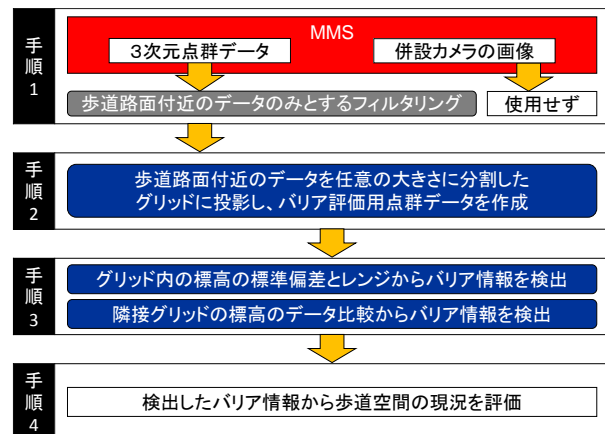 手順1
MMS
３次元点群データ
併設カメラの画像
歩道路面付近のデータのみとするフィルタリング
使用せず
手順2
歩道路面付近のデータを任意の大きさに分割した
グリッドに投影し、バリア評価用点群データを作成
手順3
グリッド内の標高の標準偏差とレンジからバリア情報を検出
隣接グリッドの標高のデータ比較からバリア情報を検出
手順4
検出したバリア情報から歩道空間の現況を評価